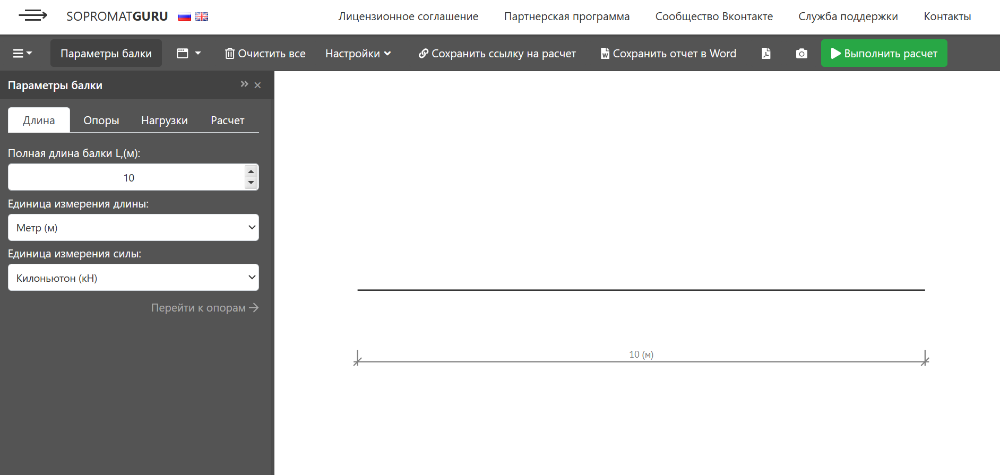 SOPROMATGURU
Лицензионное соглашение
Партнерская программа
Сообщество Вконтакте
Служба поддержки
Контакты
Параметры балки
Очистить все
Настройки
Сохранить ссылку на расчет
Сохранить отчет в Word
Выполнить расчет
Параметры балки
Длина
Опоры
Нагрузки
Расчет
Полная длина балки L,(м):
10
Единица измерения длины:
Метр (м)
Единица измерения силы:
Килоньютон (кН)
Перейти к опорам
10 (м)